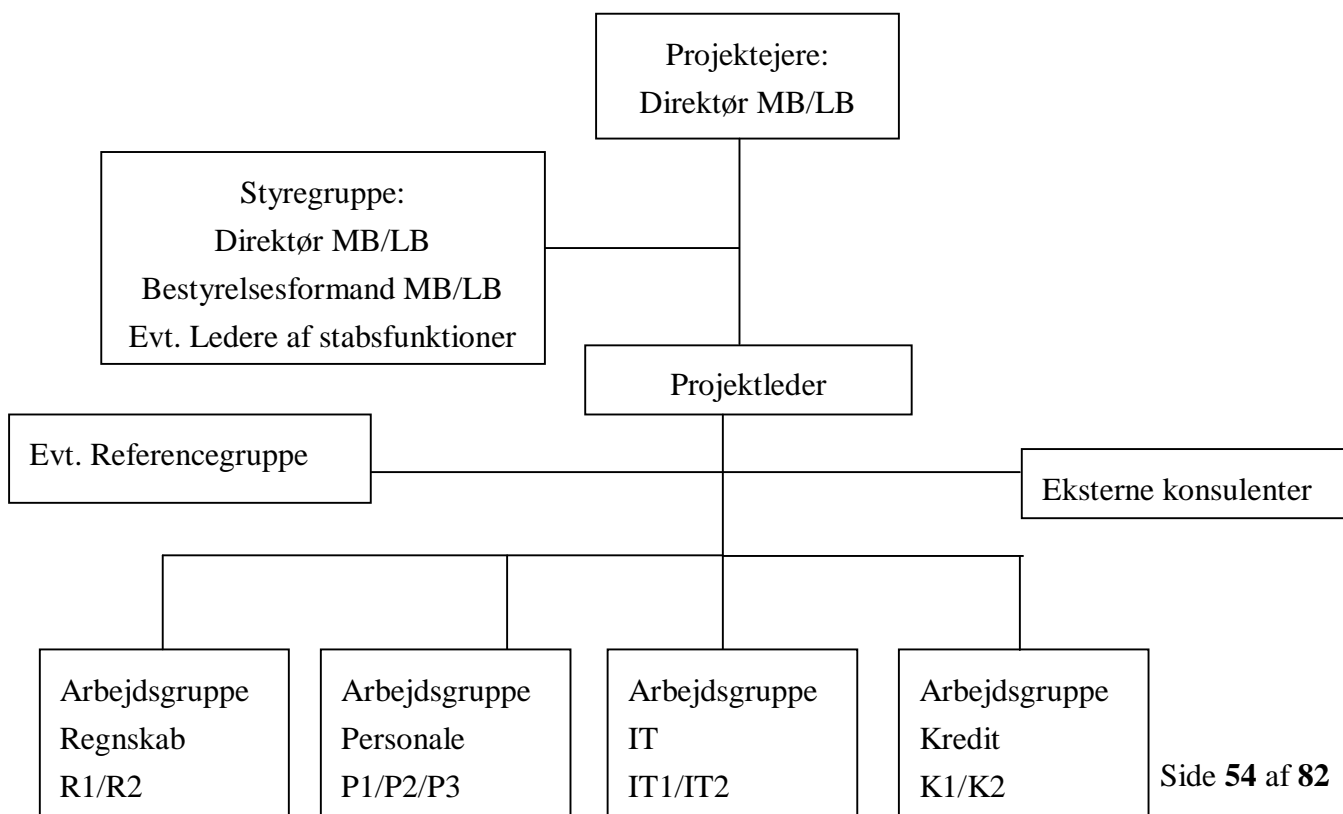 Projektejere:
Direktør MB/LB
Styregruppe:
Direktør MB/LB
Bestyrelsesformand MB/LB
Evt. Ledere af stabsfunktioner
Projektleder
Evt. Referencegruppe
Eksterne konsulenter
Arbejdsgruppe
Regnskab
R1/R2
Arbejdsgruppe
Personale
P1/P2/P3
Arbejdsgruppe
IT
IT1/IT2
Arbejdsgruppe
Kredit
K1/K2
Side 54 af 82